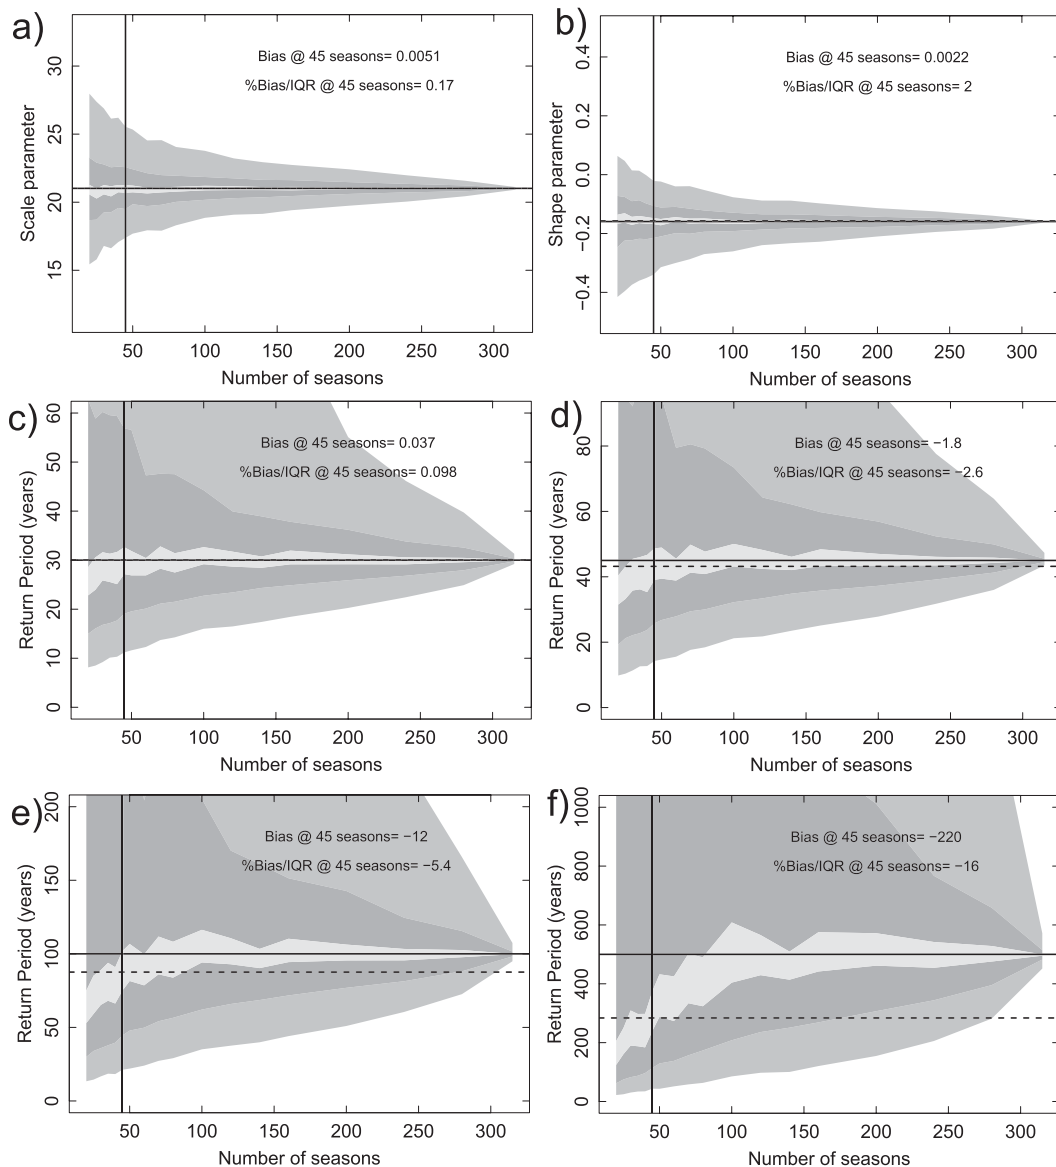 a)
Bias @ 45 seasons= 0.0051
%Bias/IQR @ 45 seasons= 0.17
Scale parameter
30
25
20
15
50 100 150 200 250 300
Number of seasons
b)
Bias @ 45 seasons= 0.0022
%Bias/IQR @ 45 seasons= 2
Shape parameter
0.4
0.2
0.0
−0.2
−0.4
50 100 150 200 250 300
Number of seasons
c)
Bias @ 45 seasons= 0.037
%Bias/IQR @ 45 seasons= 0.098
Return Period (years)
60
50
40
30
20
10
0
50 100 150 200 250 300
Number of seasons
d)
Bias @ 45 seasons= −1.8
%Bias/IQR @ 45 seasons= −2.6
Return Period (years)
80
60
40
20
0
50 100 150 200 250 300
Number of seasons
e)
Bias @ 45 seasons= −12
%Bias/IQR @ 45 seasons= −5.4
Return Period (years)
200
150
100
50
0
50 100 150 200 250 300
Number of seasons
f)
Bias @ 45 seasons= −220
%Bias/IQR @ 45 seasons= −16
Return Period (years)
1000
800
600
400
200
0
50 100 150 200 250 300
Number of seasons